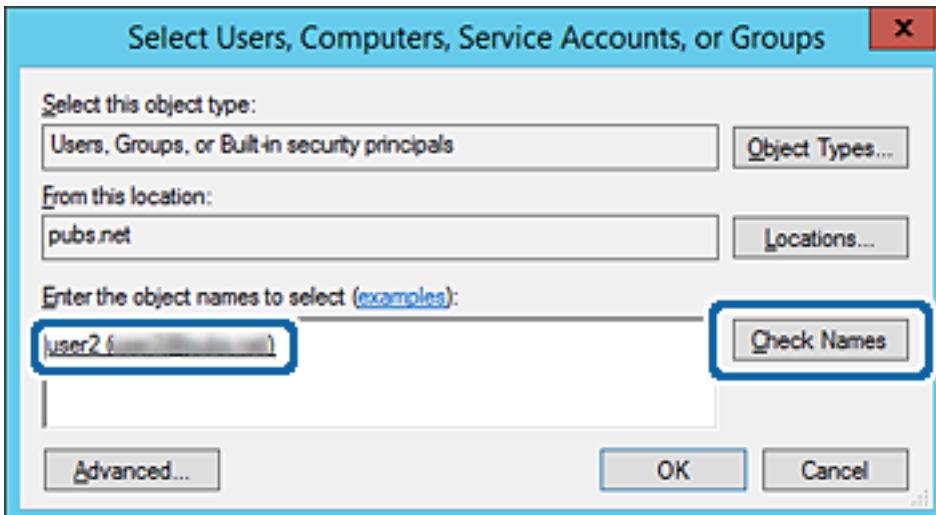 Select Users, Computers, Service Accounts, or Groups
x
Select this object type:
Users, Groups, or Built-in security principals
Object Types...
From this location:
pubs.net
Locations...
Enter the object names to select (examples):
user2 (
)
Check Names
Advanced...
OK
Cancel